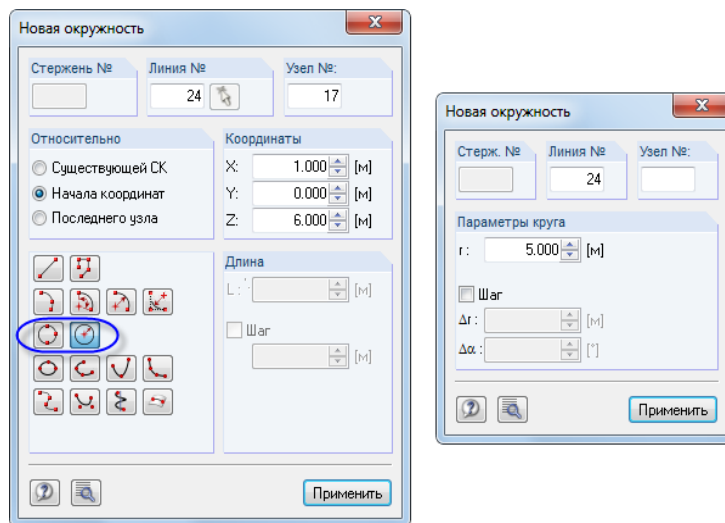 Новая окружность
Стержень № Линия № Узел №:
24 17
Относительно Координаты
Существующей СК X: 1.000 [м]
Начала координат Y: 0.000 [м]
Последнего узла Z: 6.000 [м]
Длина
L : [м]
Шаг
[м]
Применить
Новая окружность
Стерж. № Линия № Узел №:
24
Параметры круга
r : 5.000 [м]
Шаг
Δr : [м]
Δα : [°]
Применить